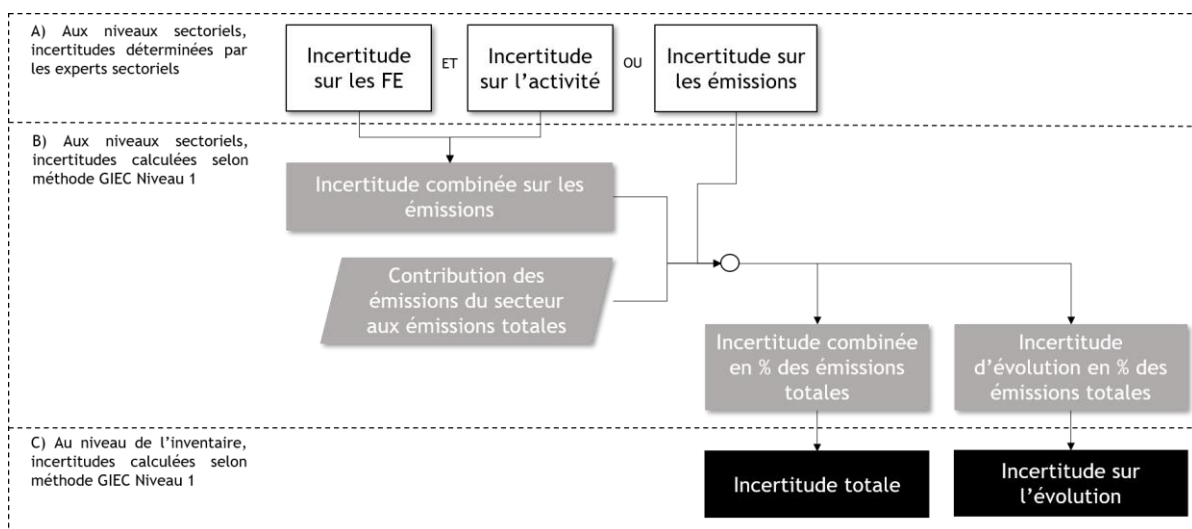 A) Aux niveaux sectoriels,
incertitudes déterminées par
les experts sectoriels
Incertitude
sur les FE
ET
Incertitude
sur l'activité
OU
Incertitude sur
les émissions
B) Aux niveaux sectoriels,
incertitudes calculées selon
méthode GIEC Niveau 1
Incertitude combinée sur les
émissions
Contribution des
émissions du secteur
aux émissions totales
Incertitude combinée
en % des émissions
totales
Incertitude
d'évolution en % des
émissions totales
C) Au niveau de l'inventaire,
incertitudes calculées selon
méthode GIEC Niveau 1
Incertitude totale
Incertitude sur
l'évolution